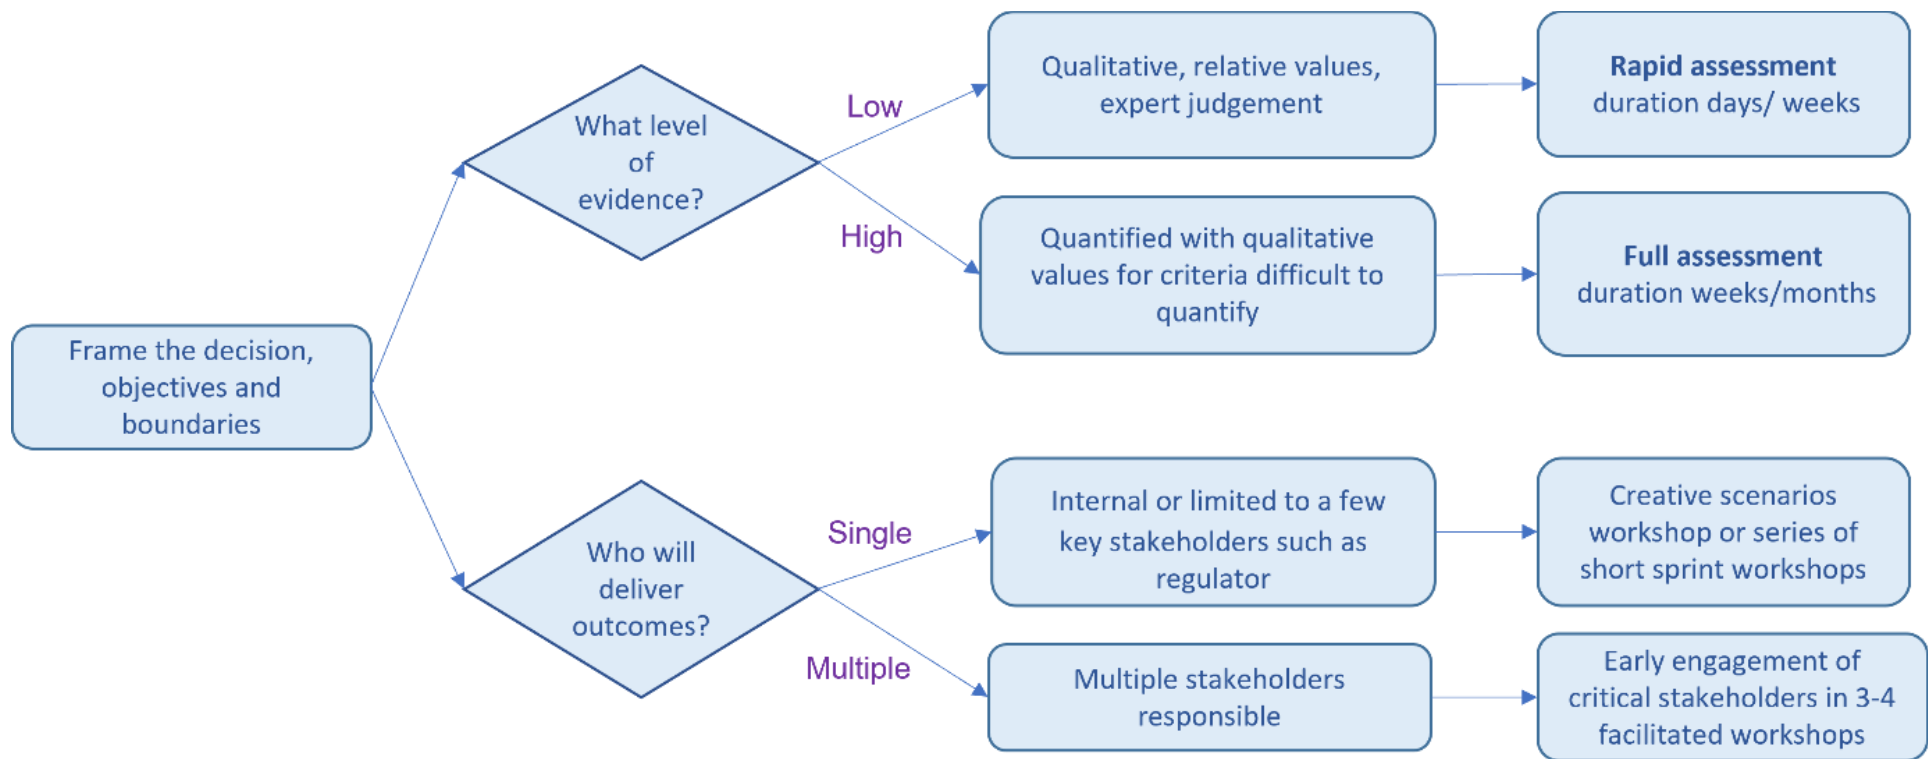 Frame the decision,
objectives and
boundaries
What level
of
evidence?
Low
High
Qualitative, relative values,
expert judgement
Rapid assessment
duration days/ weeks
Quantified with qualitative
values for criteria difficult to
quantify
Full assessment
duration weeks/months
Who will
deliver
outcomes?
Single
Multiple
Internal or limited to a few
key stakeholders such as
regulator
Creative scenarios
workshop or series of
short sprint workshops
Multiple stakeholders
responsible
Early engagement of
critical stakeholders in 3-4
facilitated workshops